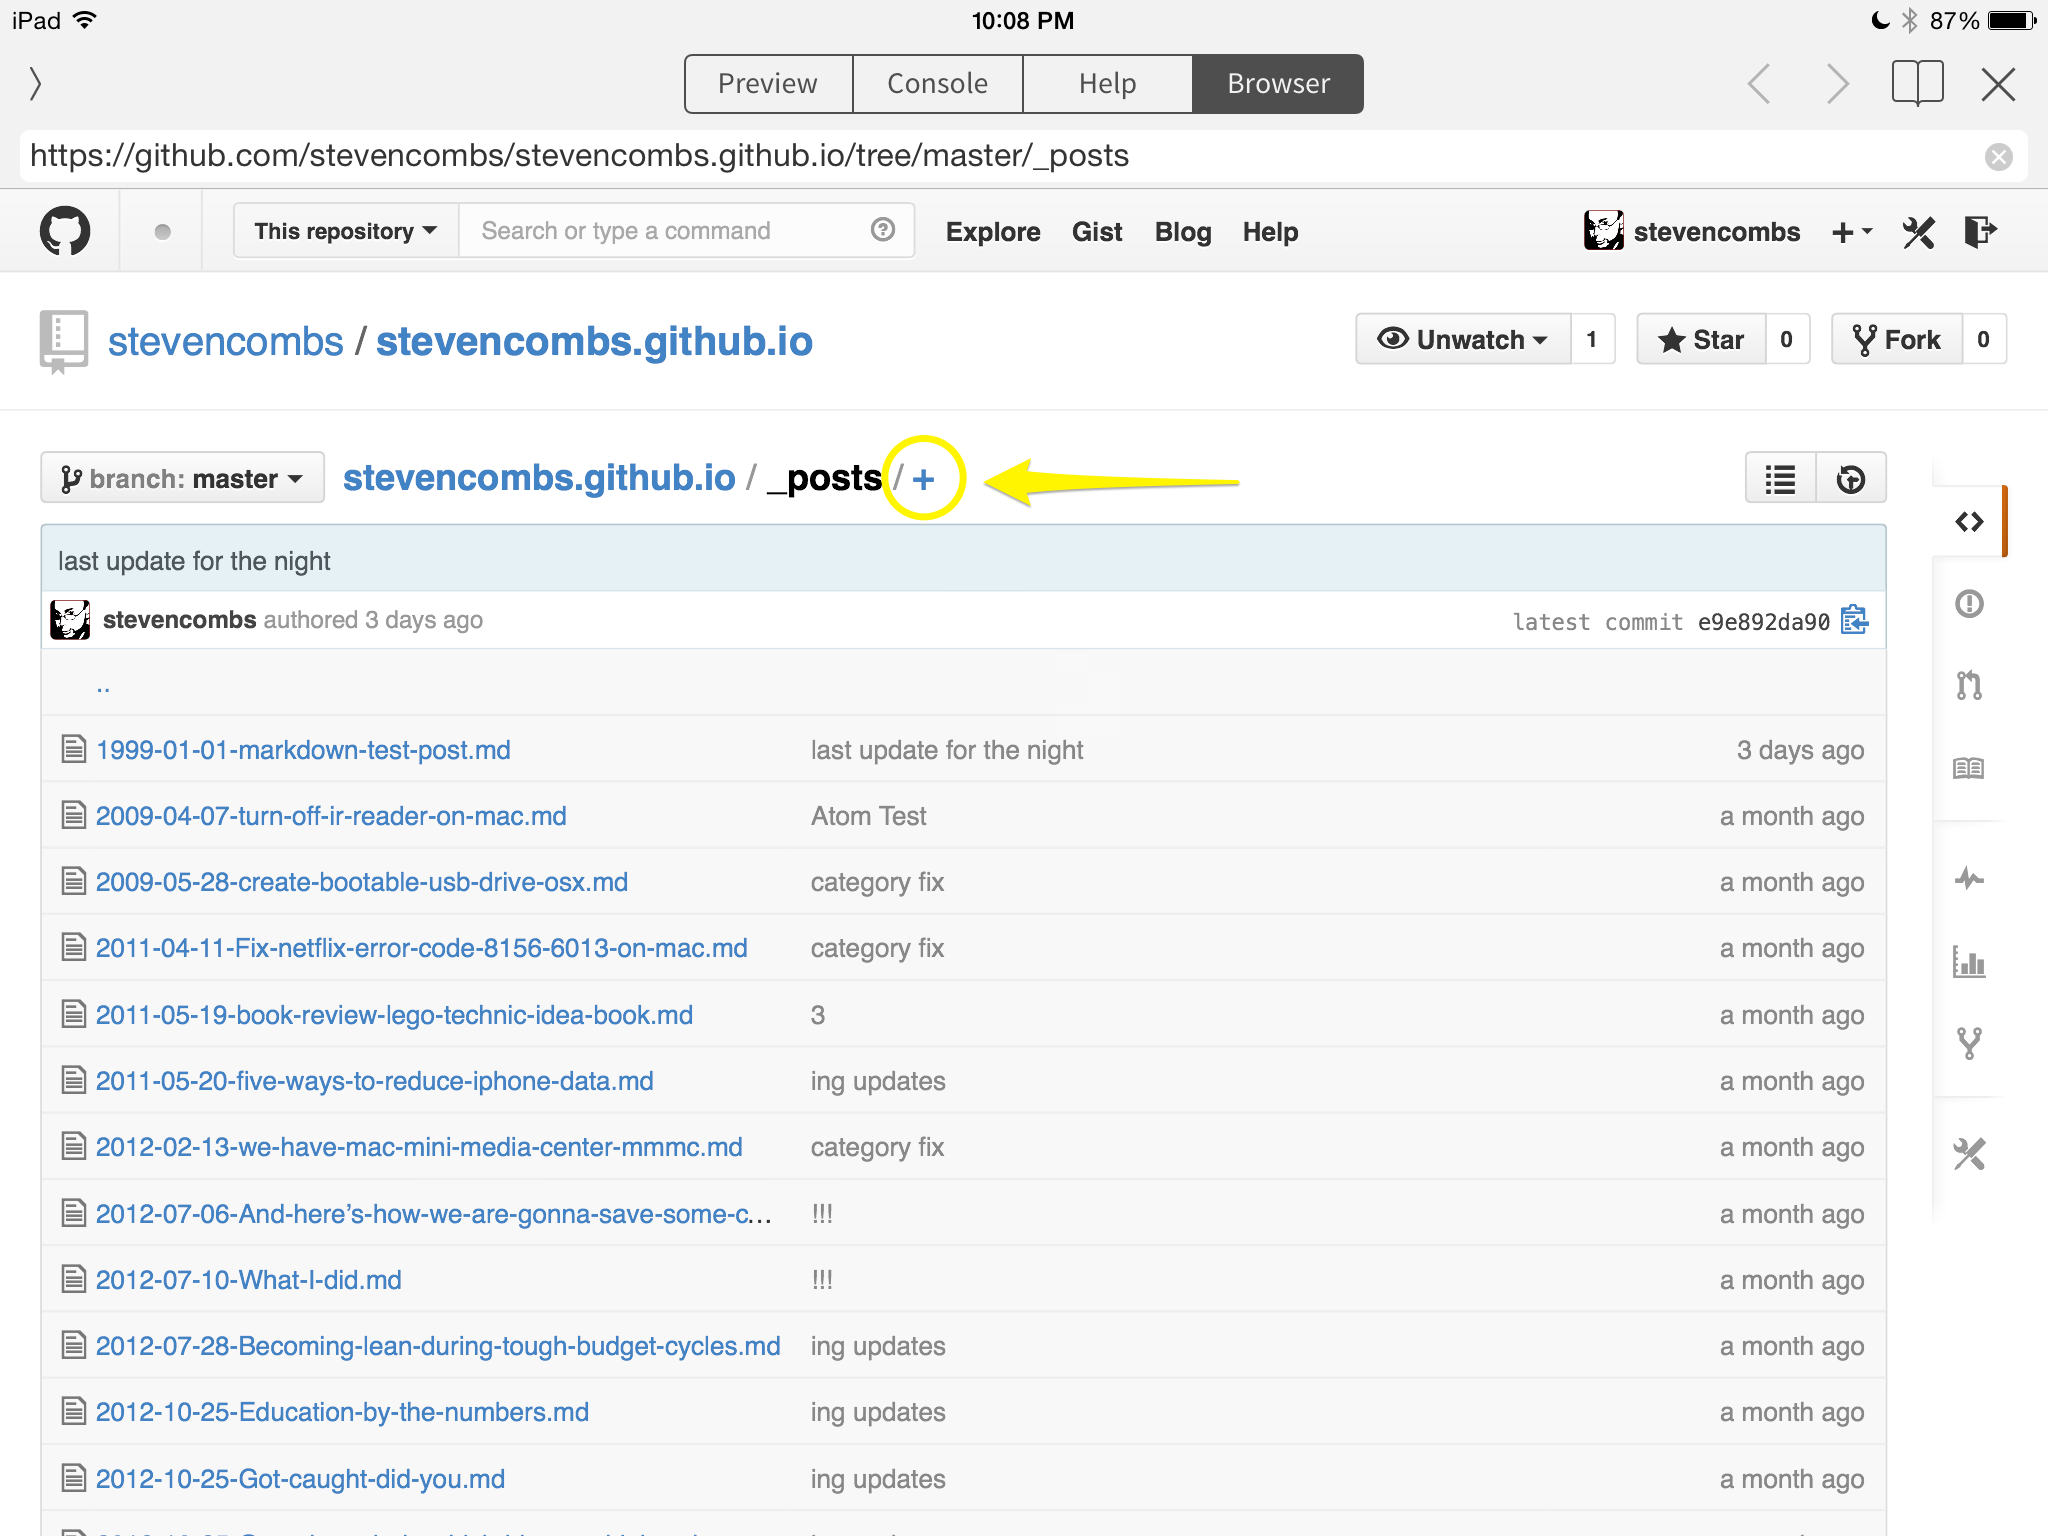 iPad 10:08 PM 87%
Preview Console Help Browser
https://github.com/stevencombs/stevencombs.github.io/tree/master/_posts
This repository Search or type a command Explore Gist Blog Help stevencombs
stevencombs / stevencombs.github.io Unwatch 1 Star 0 Fork 0
branch: master stevencombs.github.io / _posts / +
last update for the night
stevencombs authored 3 days ago latest commit e9e892da90
..
1999-01-01-markdown-test-post.md last update for the night 3 days ago
2009-04-07-turn-off-ir-reader-on-mac.md Atom Test a month ago
2009-05-28-create-bootable-usb-drive-osx.md category fix a month ago
2011-04-11-Fix-netflix-error-code-8156-6013-on-mac.md category fix a month ago
2011-05-19-book-review-lego-technic-idea-book.md 3 a month ago
2011-05-20-five-ways-to-reduce-iphone-data.md ing updates a month ago
2012-02-13-we-have-mac-mini-media-center-mmmc.md category fix a month ago
2012-07-06-And-here’s-how-we-are-gonna-save-some-c… !!! a month ago
2012-07-10-What-I-did.md !!! a month ago
2012-07-28-Becoming-lean-during-tough-budget-cycles.md ing updates a month ago
2012-10-25-Education-by-the-numbers.md ing updates a month ago
2012-10-25-Got-caught-did-you.md ing updates a month ago